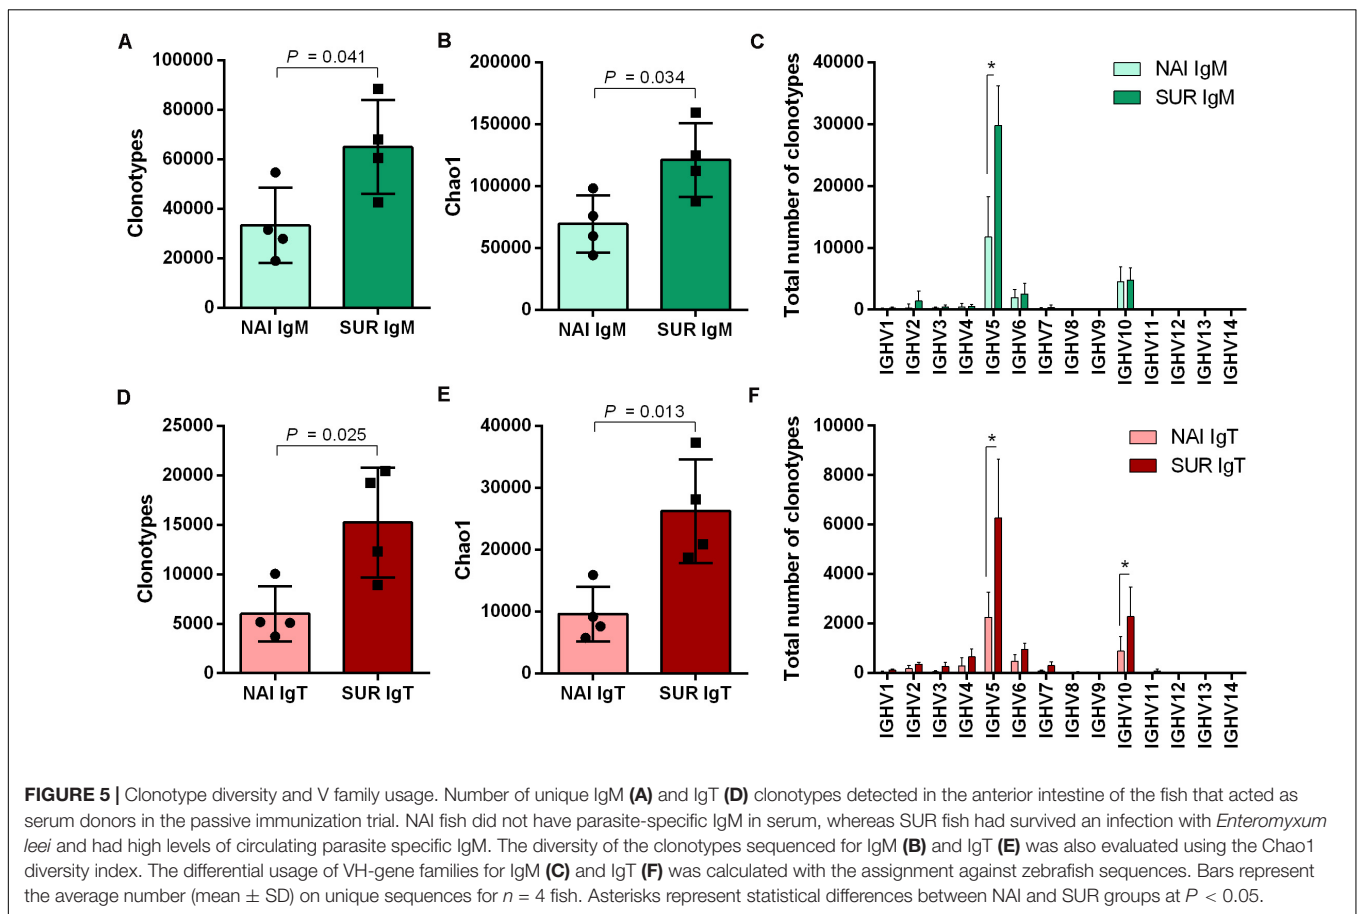 A
Clonotypes
100000
80000
60000
40000
20000
0
P = 0.041
NAI IgM SUR IgM
B
Chao1
200000
150000
100000
50000
0
P = 0.034
NAI IgM SUR IgM
C
Total number of clonotypes
40000
30000
20000
10000
0
*
NAI IgM
SUR IgM
IGHV1
IGHV2
IGHV3
IGHV4
IGHV5
IGHV6
IGHV7
IGHV8
IGHV9
IGHV10
IGHV11
IGHV12
IGHV13
IGHV14
D
Clonotypes
25000
20000
15000
10000
5000
0
P = 0.025
NAI IgT SUR IgT
E
Chao1
40000
30000
20000
10000
0
P = 0.013
NAI IgT SUR IgT
F
Total number of clonotypes
10000
8000
6000
4000
2000
0
*
*
NAI IgT
SUR IgT
IGHV1
IGHV2
IGHV3
IGHV4
IGHV5
IGHV6
IGHV7
IGHV8
IGHV9
IGHV10
IGHV11
IGHV12
IGHV13
IGHV14
FIGURE 5 | Clonotype diversity and V family usage. Number of unique IgM (A) and IgT (D) clonotypes detected in the anterior intestine of the fish that acted as
serum donors in the passive immunization trial. NAI fish did not have parasite-specific IgM in serum, whereas SUR fish had survived an infection with Enteromyxum
leei and had high levels of circulating parasite specific IgM. The diversity of the clonotypes sequenced for IgM (B) and IgT (E) was also evaluated using the Chao1
diversity index. The differential usage of VH-gene families for IgM (C) and IgT (F) was calculated with the assignment against zebrafish sequences. Bars represent
the average number (mean ± SD) on unique sequences for n = 4 fish. Asterisks represent statistical differences between NAI and SUR groups at P < 0.05.